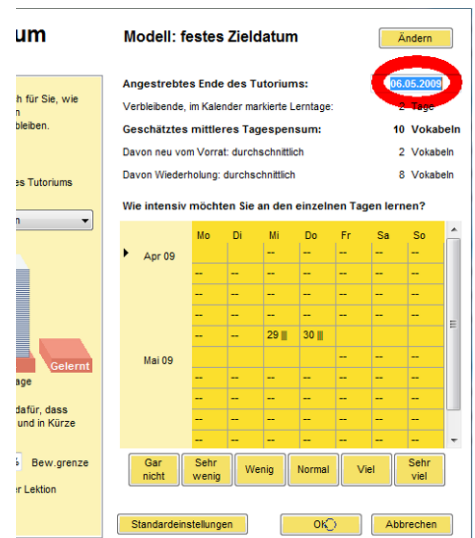 um
Modell: festes Zieldatum
Ändern
Angestrebtes Ende des Tutoriums:
06.05.2009
h für Sie, wie
n
bleiben.
Verbleibende, im Kalender markierte Lerntage:
2 Tage
Geschätztes mittleres Tagespensum:
10 Vokabeln
Davon neu vom Vorrat: durchschnittlich
2 Vokabeln
Davon Wiederholung: durchschnittlich
8 Vokabeln
es Tutoriums
n
Wie intensiv möchten Sie an den einzelnen Tagen lernen?
Mo Di Mi Do Fr Sa So
Apr 09 -- -- -- -- --
-- -- -- -- -- -- --
-- -- -- -- -- -- --
-- -- -- -- -- -- --
-- -- 29 30
Mai 09 -- -- --
-- -- -- -- -- -- --
-- -- -- -- -- -- --
-- -- -- -- -- -- --
-- -- -- -- -- -- --
Gelernt
age
dafür, dass
und in Kürze
Bew.grenze
er Lektion
Gar nicht
Sehr wenig
Wenig
Normal
Viel
Sehr viel
Standardeinstellungen
OK
Abbrechen